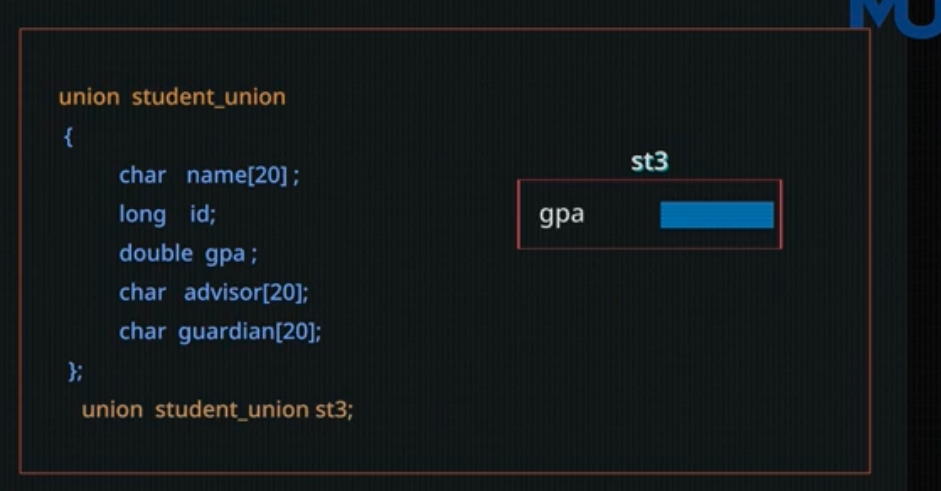 MU
union student_union
{
char name[20] ;
long id;
double gpa ;
char advisor[20];
char guardian[20];
};
union student_union st3;
st3
gpa